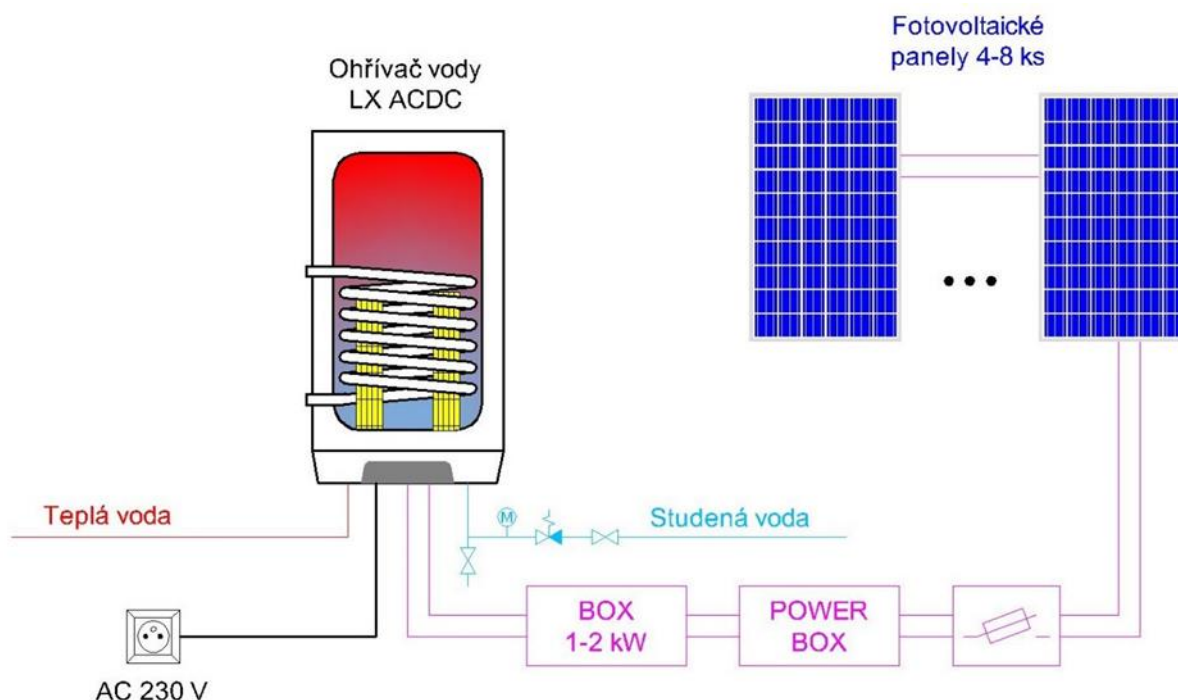 Fotovoltaické
panely 4-8 ks
Ohřívač vody
LX ACDC
Teplá voda
M
Studená voda
BOX
1-2 kW
POWER
BOX
AC 230 V